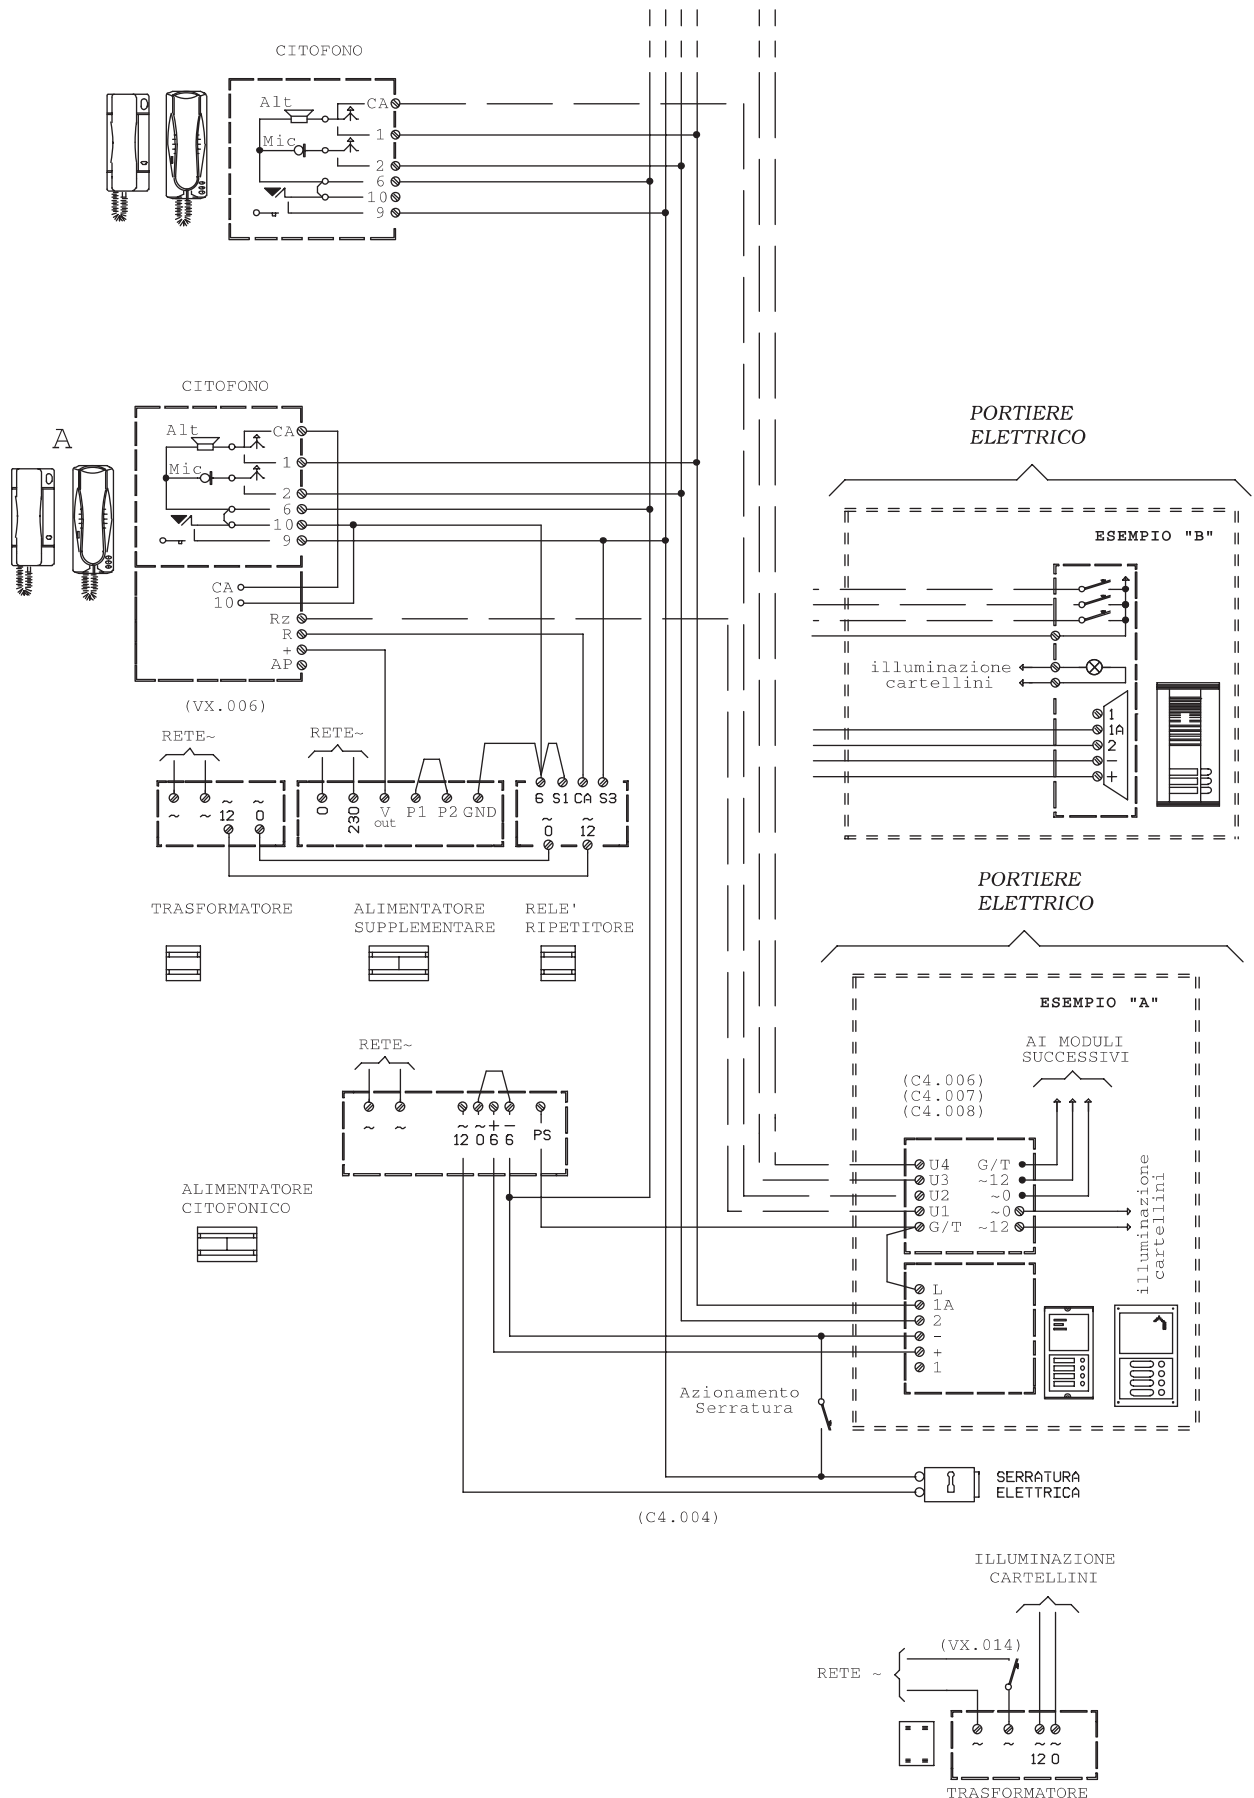 CITOFONO
Alt
CA
1
Mic
2
6
10
9
CITOFONO
A
Alt
CA
1
Mic
2
6
10
9
CA
10
Rz
R
+
AP
(VX.006)
PORTIERE
ELETTRICO
ESEMPIO "B"
illuminazione
cartellini
1
1A
2
−
+
RETE~
~ ~ ~ ~
12 0
RETE~
0 230 V out P1 P2 GND
6 S1 CA S3
~ ~
0 12
TRASFORMATORE
ALIMENTATORE
SUPPLEMENTARE
RELE'
RIPETITORE
PORTIERE
ELETTRICO
ESEMPIO "A"
AI MODULI
SUCCESSIVI
(C4.006)
(C4.007)
(C4.008)
RETE~
~ ~ ~ ~ + − PS
12 0 6 6
ALIMENTATORE
CITOFONICO
U4 G/T
U3 ~12
U2 ~0
U1 ~0
G/T ~12
illuminazione
cartellini
L
1A
2
-
+
1
Azionamento
Serratura
SERRATURA
ELETTRICA
(C4.004)
ILLUMINAZIONE
CARTELLINI
(VX.014)
RETE ~
~ ~ ~ ~
12 0
TRASFORMATORE